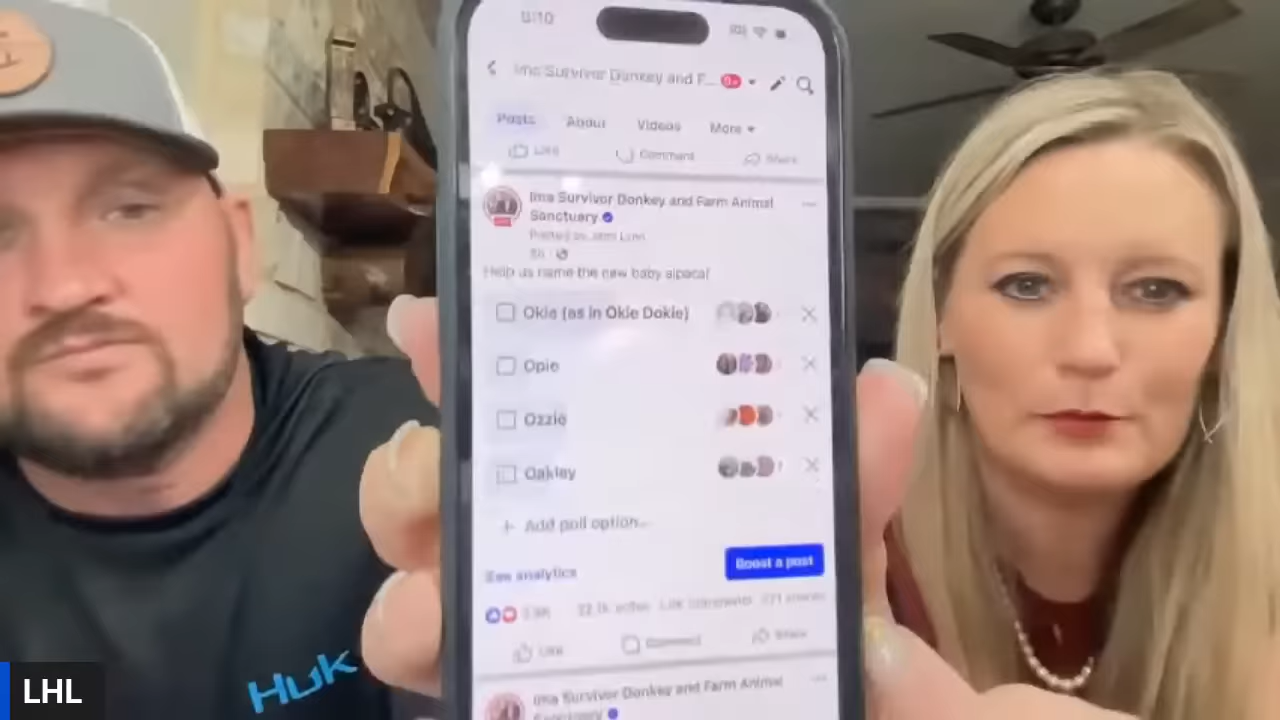 Ima Survivor Donkey and F...
Posts About Videos More
Like Comment Share
Ima Survivor Donkey and Farm Animal
Sanctuary
Help us name the new baby alpaca!
Okie (as in Okie Dokie)
Opie
Ozzie
Oakley
+ Add poll option...
See analytics
Boost a post
Like Comment Share
Ima Survivor Donkey and Farm Animal
Sanctuary
Huk
LHL